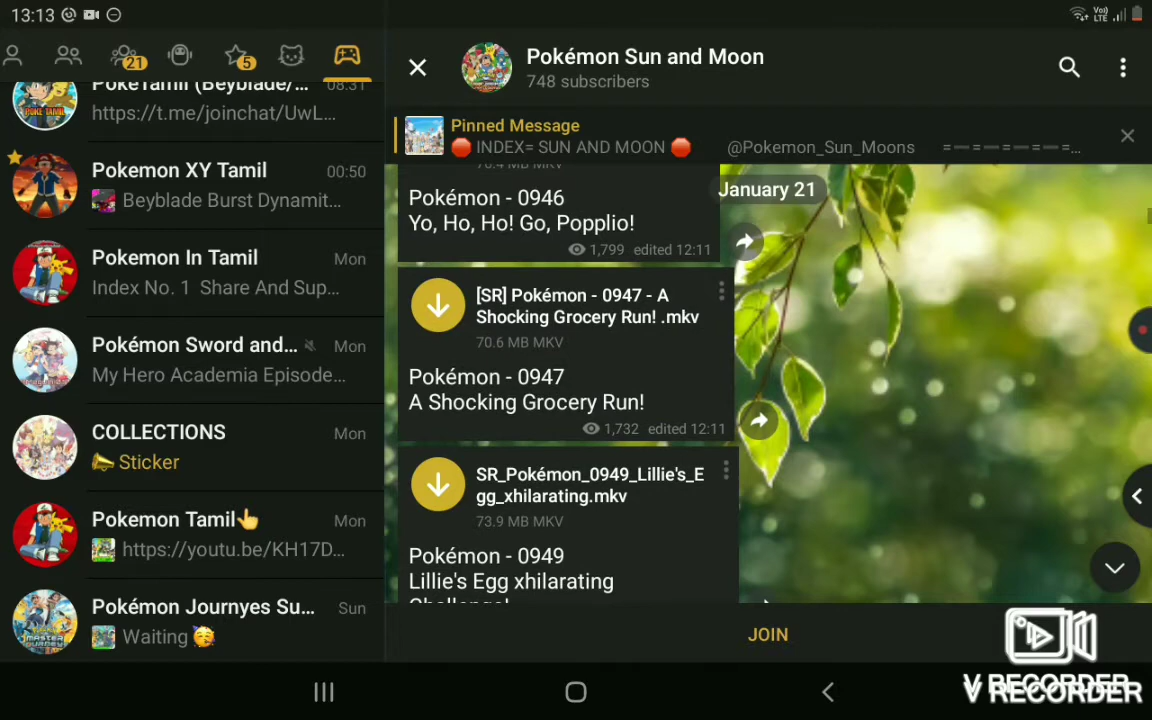 13:13
Vo)) LTE
21
5
PokeTamil (Beyblade/...
08:31
https://t.me/joinchat/UwL...
Pokemon XY Tamil
00:50
Beyblade Burst Dynamit...
Pokemon In Tamil
Mon
Index No. 1 Share And Sup...
Pokémon Sword and...
Mon
My Hero Academia Episode...
COLLECTIONS
Mon
📣 Sticker
Pokemon Tamil👆
Mon
https://youtu.be/KH17D...
Pokémon Journyes Su...
Sun
Waiting 🥳
Pokémon Sun and Moon
748 subscribers
Pinned Message
🛑 INDEX= SUN AND MOON 🛑 @Pokemon_Sun_Moons =━=━=━=━=━=...
January 21
Pokémon - 0946
Yo, Ho, Ho! Go, Popplio!
1,799 edited 12:11
[SR] Pokémon - 0947 - A
Shocking Grocery Run! .mkv
70.6 MB MKV
Pokémon - 0947
A Shocking Grocery Run!
1,732 edited 12:11
SR_Pokémon_0949_Lillie's_E
gg_xhilarating.mkv
73.9 MB MKV
Pokémon - 0949
Lillie's Egg xhilarating
Challenge!
JOIN
V RECORDER